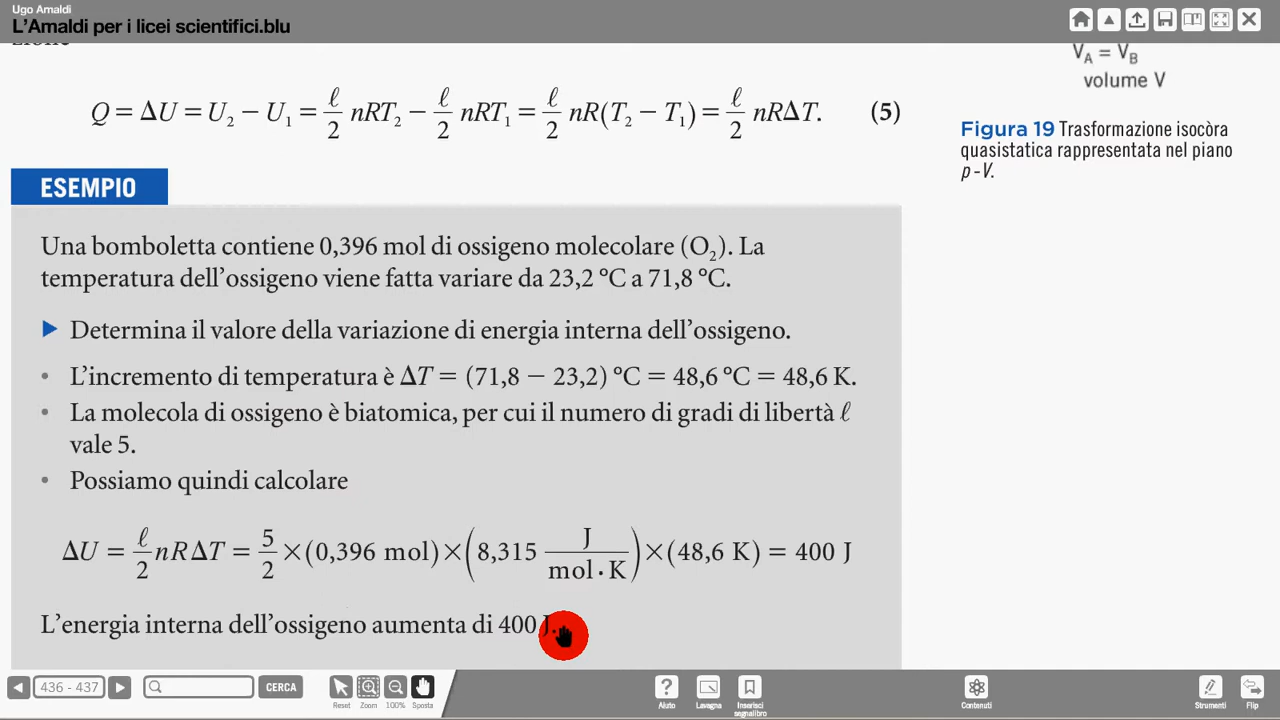 Ugo Amaldi
L'Amaldi per i licei scientifici.blu
zione
Q = ΔU = U₂ − U₁ = ℓ/2 nRT₂ − ℓ/2 nRT₁ = ℓ/2 nR(T₂ − T₁) = ℓ/2 nRΔT. (5)
V_A = V_B
volume V
Figura 19 Trasformazione isocòra
quasistatica rappresentata nel piano
p-V.
ESEMPIO
Una bomboletta contiene 0,396 mol di ossigeno molecolare (O₂). La
temperatura dell'ossigeno viene fatta variare da 23,2 °C a 71,8 °C.
▶ Determina il valore della variazione di energia interna dell'ossigeno.
• L'incremento di temperatura è ΔT = (71,8 − 23,2) °C = 48,6 °C = 48,6 K.
• La molecola di ossigeno è biatomica, per cui il numero di gradi di libertà ℓ
vale 5.
• Possiamo quindi calcolare
ΔU = ℓ/2 nRΔT = 5/2 × (0,396 mol) × (8,315 J/(mol · K)) × (48,6 K) = 400 J
L'energia interna dell'ossigeno aumenta di 400 J.
436 - 437
CERCA
Reset
Zoom
100%
Sposta
Aiuto
Lavagna
Inserisci
segnalibro
Contenuti
Strumenti
Flip